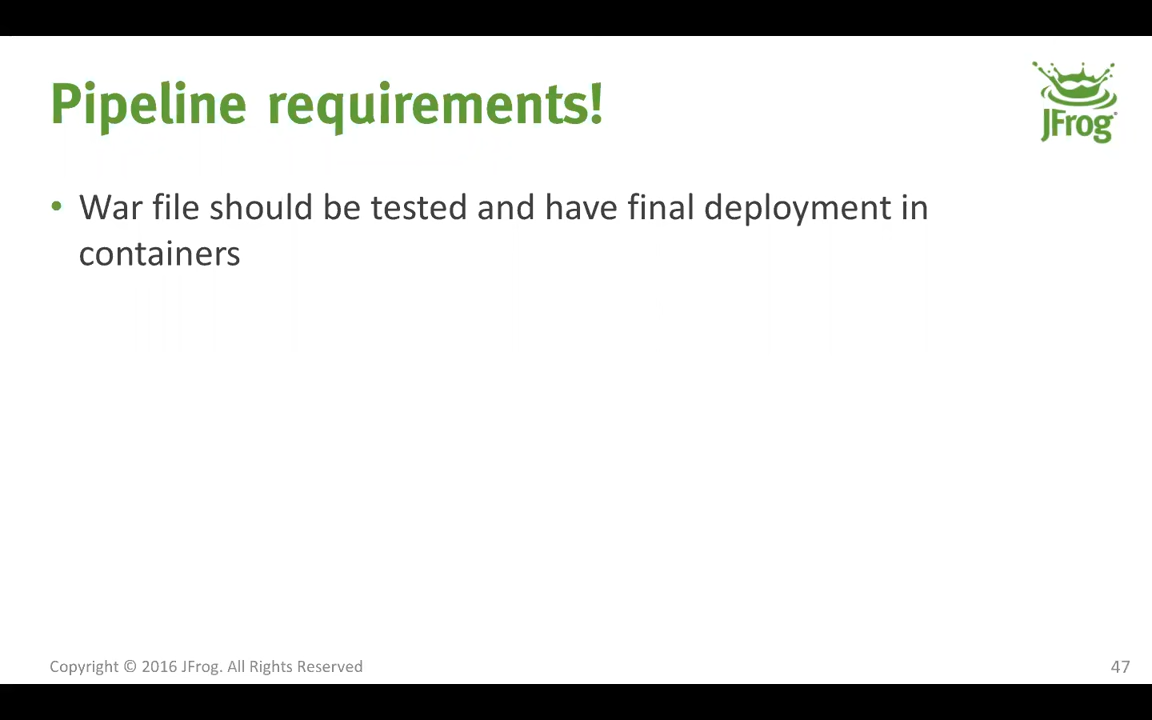 Pipeline requirements!
JFrog
• War file should be tested and have final deployment in
containers
Copyright © 2016 JFrog. All Rights Reserved
47